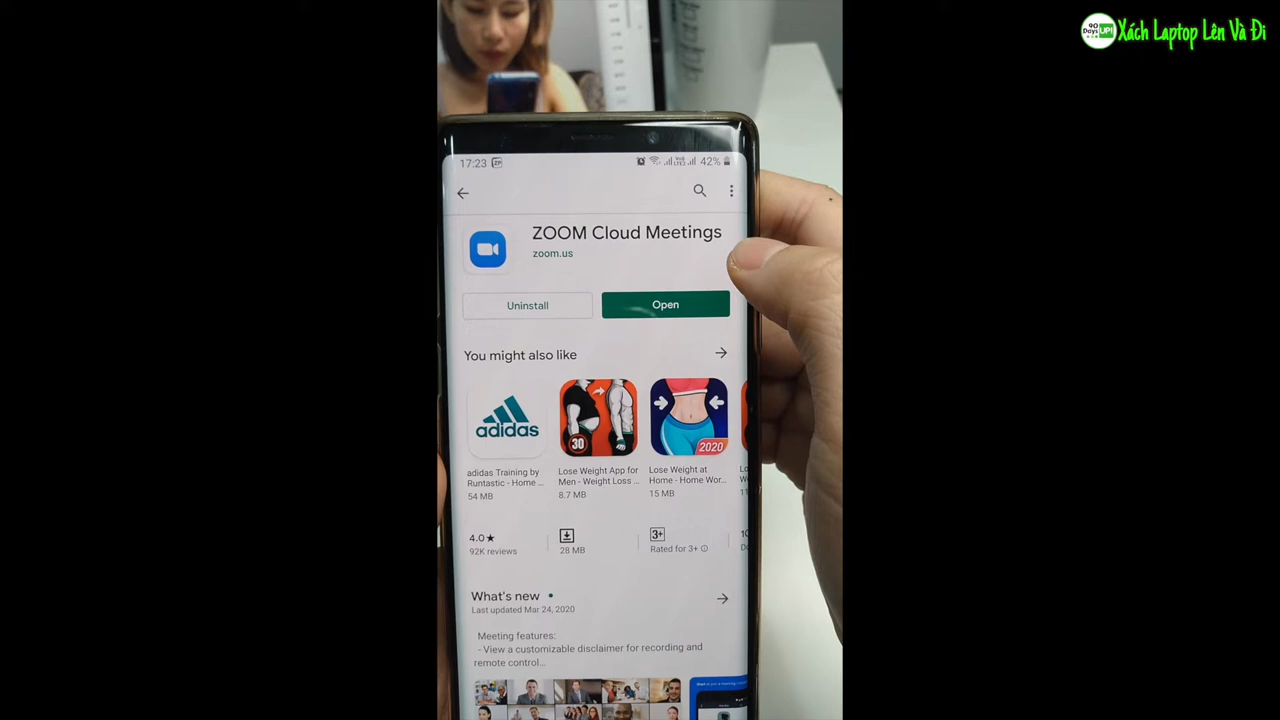 90
Days
UP!
Xách Laptop Lên Và Đi
17:23
42%
ZOOM Cloud Meetings
zoom.us
Uninstall
Open
You might also like
adidas
30
2020
adidas Training by
Runtastic - Home ...
54 MB
Lose Weight App for
Men - Weight Loss ...
8.7 MB
Lose Weight at
Home - Home Wor...
15 MB
4.0★
92K reviews
28 MB
3+
Rated for 3+
What's new
Last updated Mar 24, 2020
Meeting features:
- View a customizable disclaimer for recording and
remote control...